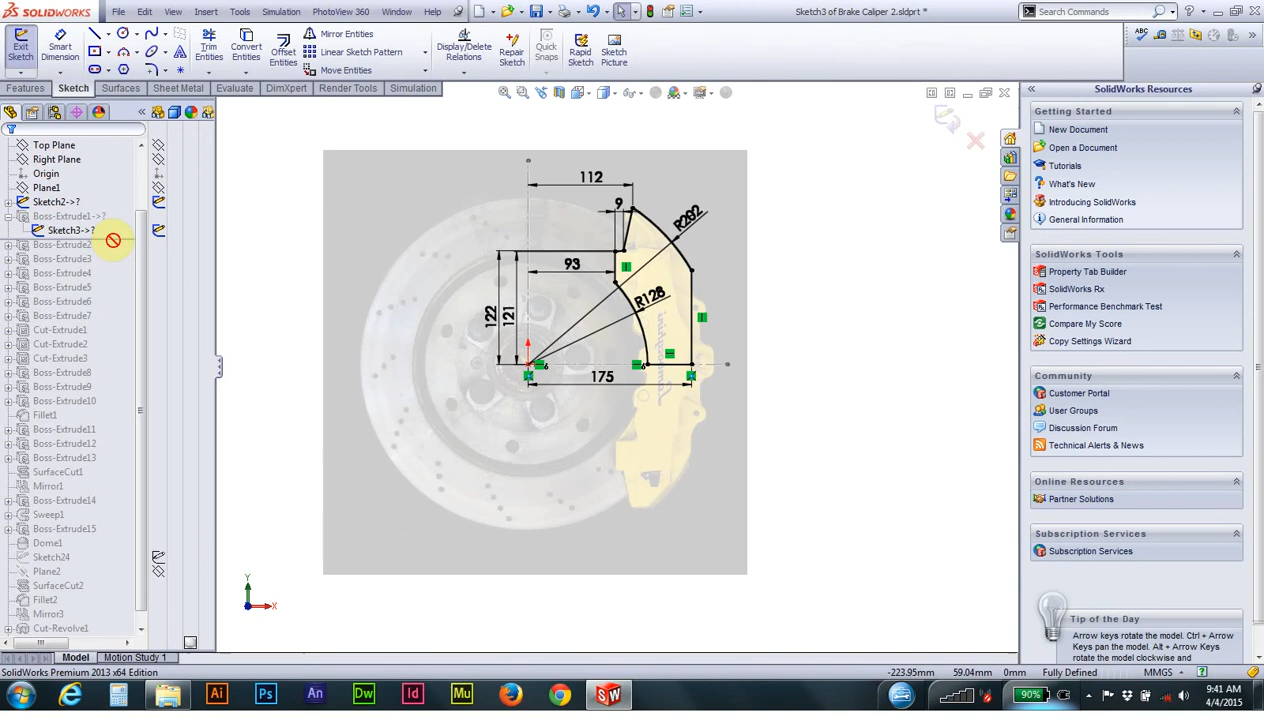 SOLIDWORKS File Edit View Insert Tools Simulation PhotoView 360 Window Help Sketch3 of Brake Caliper 2.sldprt * Search Commands
Exit Sketch
Smart Dimension
Trim Entities
Convert Entities
Offset Entities
Mirror Entities
Linear Sketch Pattern
Move Entities
Display/Delete Relations
Repair Sketch
Quick Snaps
Rapid Sketch
Sketch Picture
Features Sketch Surfaces Sheet Metal Evaluate Render Tools DimXpert Simulation
Top Plane
Right Plane
Origin
Plane1
Sketch2->?
Boss-Extrude1->?
Sketch3->?
Boss-Extrude2
Boss-Extrude3
Boss-Extrude4
Boss-Extrude5
Boss-Extrude6
Boss-Extrude7
Cut-Extrude1
Cut-Extrude2
Cut-Extrude3
Boss-Extrude8
Boss-Extrude9
Boss-Extrude10
Fillet1
Boss-Extrude11
Boss-Extrude12
Boss-Extrude13
SurfaceCut1
Mirror1
Boss-Extrude14
Sweep1
Boss-Extrude15
Dome1
Sketch24
Plane2
SurfaceCut2
Fillet2
Mirror3
Cut-Revolve1
112
9
R202
93
R128
122
121
175
6
6
Y
X
SolidWorks Resources
Getting Started
New Document
Open a Document
Tutorials
What's New
Introducing SolidWorks
General Information
SolidWorks Tools
Property Tab Builder
SolidWorks Rx
Performance Benchmark Test
Compare My Score
Copy Settings Wizard
Community
Customer Portal
User Groups
Discussion Forum
Technical Alerts & News
Online Resources
Partner Solutions
Subscription Services
Subscription Services
Tip of the Day
Arrow keys rotate the model. Ctrl + Arrow
Keys pan the model. Alt + Arrow Keys
rotate the model clockwise and
Model Motion Study 1
SolidWorks Premium 2013 x64 Edition -223.95mm 59.04mm 0mm Fully Defined MMGS
Ai Ps An Dw Id Mu SW 90% 9:41 AM
4/4/2015